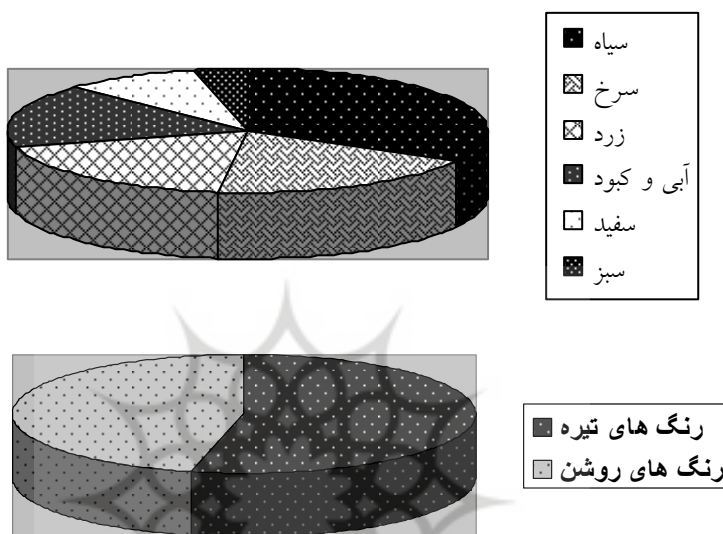 سیاه
سرخ
زرد
آبی و کبود
سفید
سبز
رنگ های تیره
رنگ های روشن